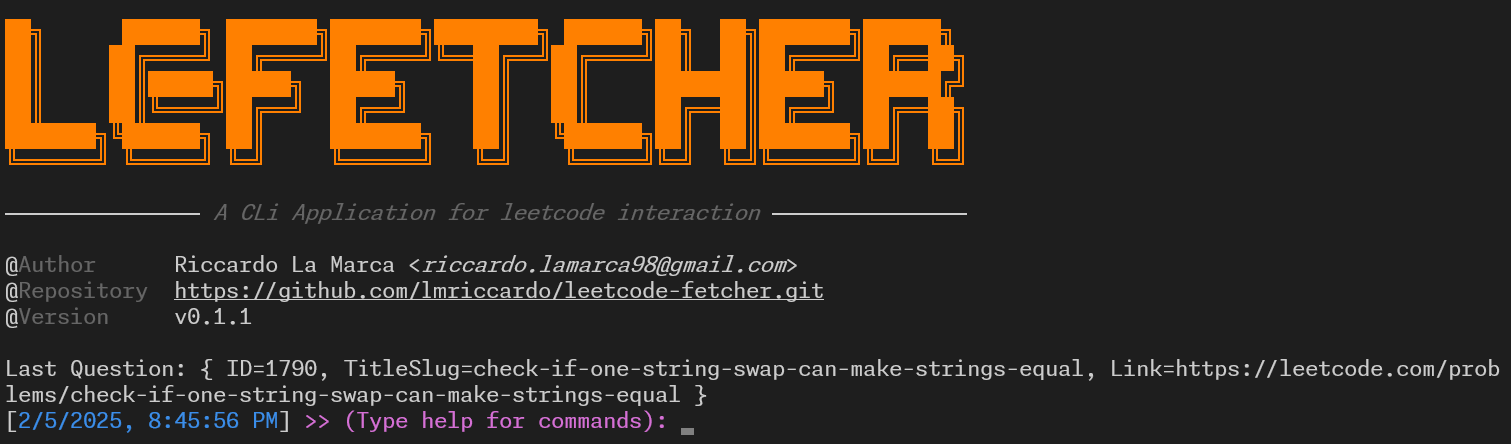 LCFETCHER
A CLi Application for leetcode interaction
@Author Riccardo La Marca <riccardo.lamarca98@gmail.com>
@Repository https://github.com/lmriccardo/leetcode-fetcher.git
@Version v0.1.1
Last Question: { ID=1790, TitleSlug=check-if-one-string-swap-can-make-strings-equal, Link=https://leetcode.com/prob
lems/check-if-one-string-swap-can-make-strings-equal }
[2/5/2025, 8:45:56 PM] >> (Type help for commands):